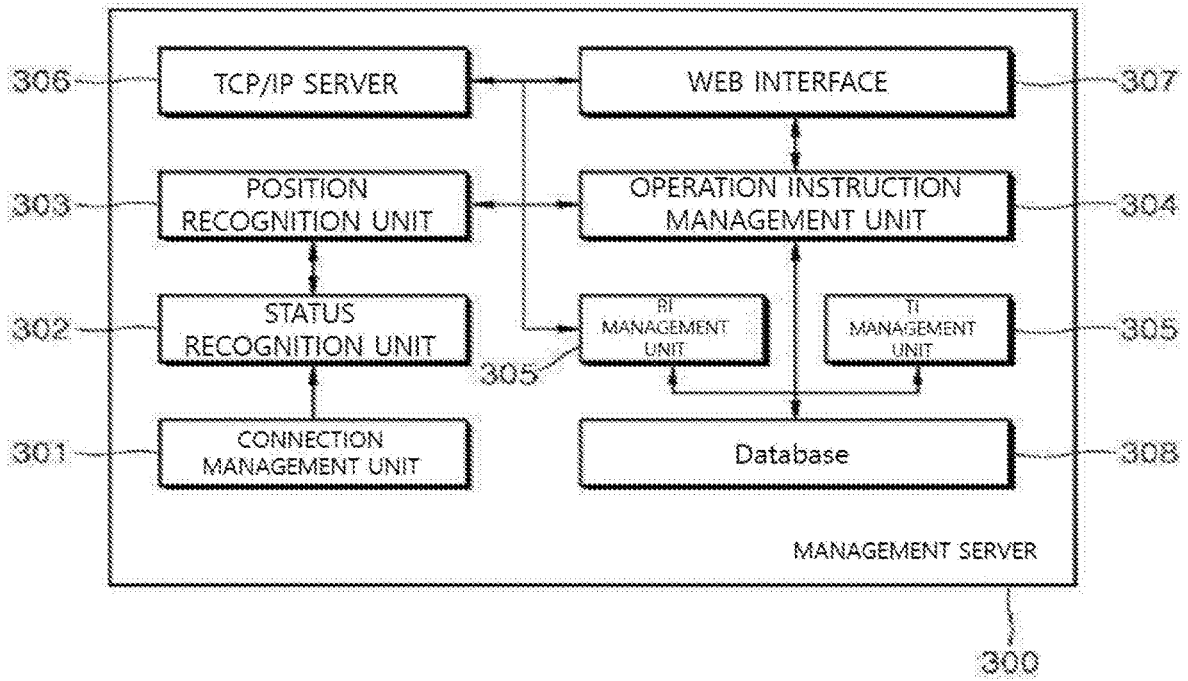 306
TCP/IP SERVER
WEB INTERFACE
307
303
POSITION
RECOGNITION UNIT
OPERATION INSTRUCTION
MANAGEMENT UNIT
304
302
STATUS
RECOGNITION UNIT
MANAGEMENT
UNIT
305
TI
MANAGEMENT
UNIT
305
301
CONNECTION
MANAGEMENT UNIT
Database
308
MANAGEMENT SERVER
300